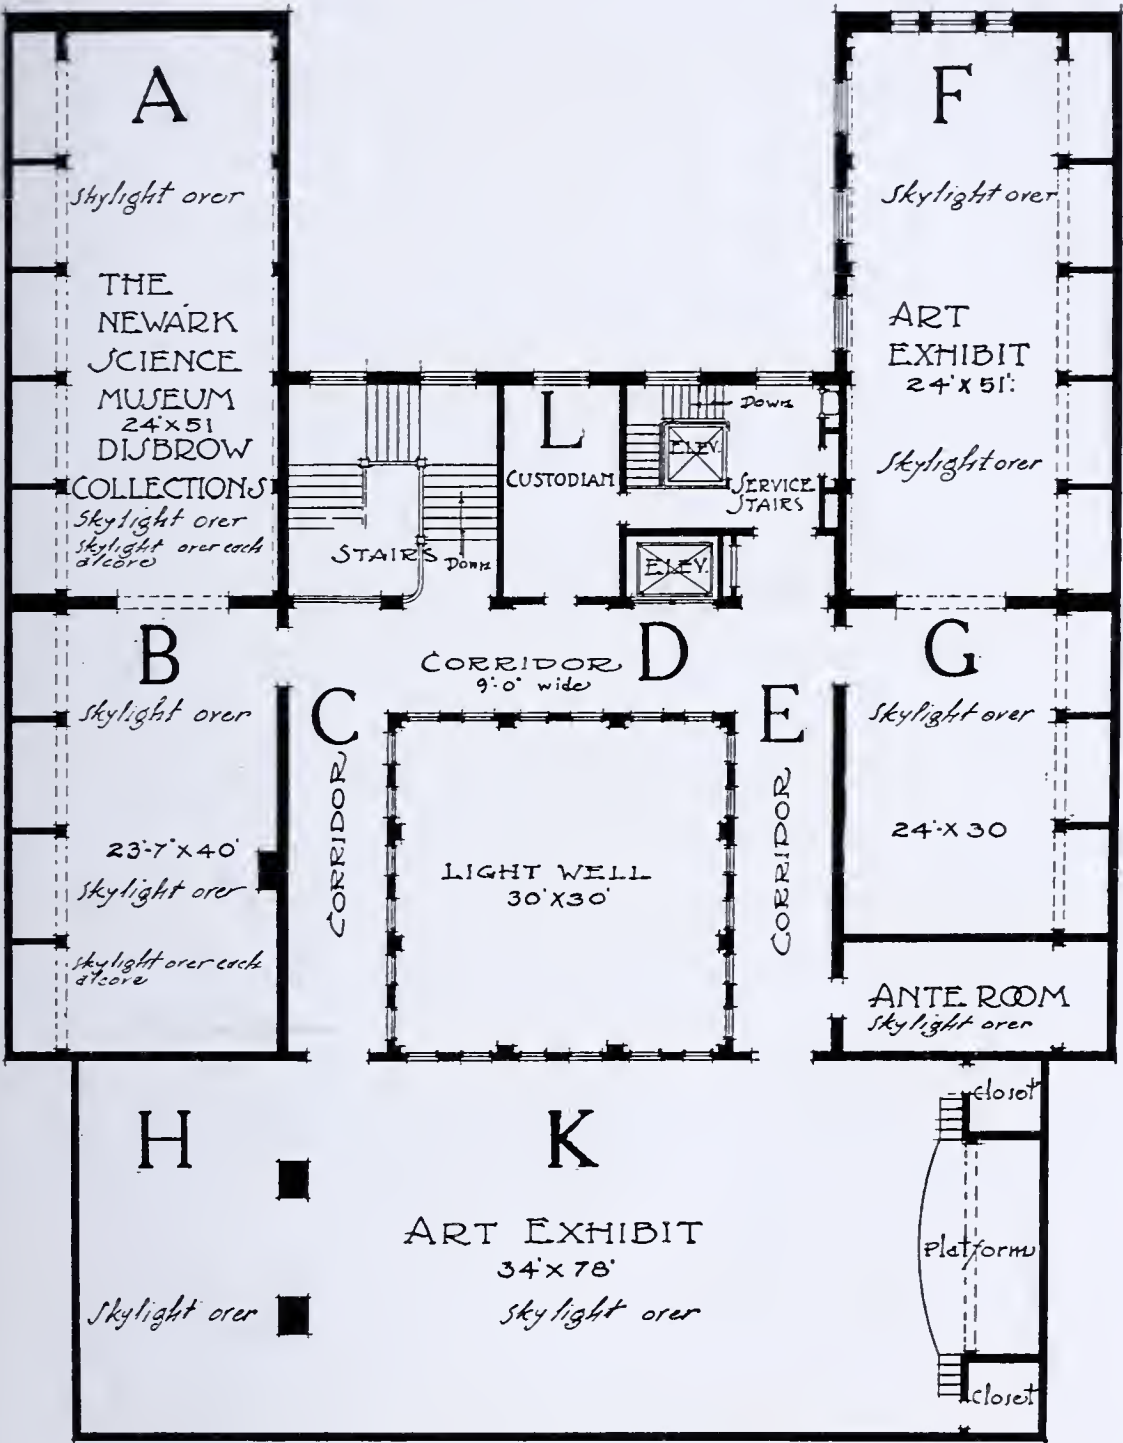 A
Skylight over
THE
NEWARK
SCIENCE
MUSEUM
24'X51
DISBROW
COLLECTIONS
Skylight over
Skylight over each
alcove
F
Skylight over
ART
EXHIBIT
24'X51'.
Skylight over
STAIRS
Down
L
CUSTODIAN
ELEV.
Down
SERVICE
STAIRS
ELEV.
B
Skylight over
23'-7"X40'
Skylight over
Skylight over each
alcove
C
CORRIDOR
CORRIDOR
9'-0" wide
D
E
CORRIDOR
LIGHT WELL
30'X30'
G
Skylight over
24'-X30
ANTE ROOM
Skylight over
H
Skylight over
K
ART EXHIBIT
34'X78'
Skylight over
Closet
Platform
Closet